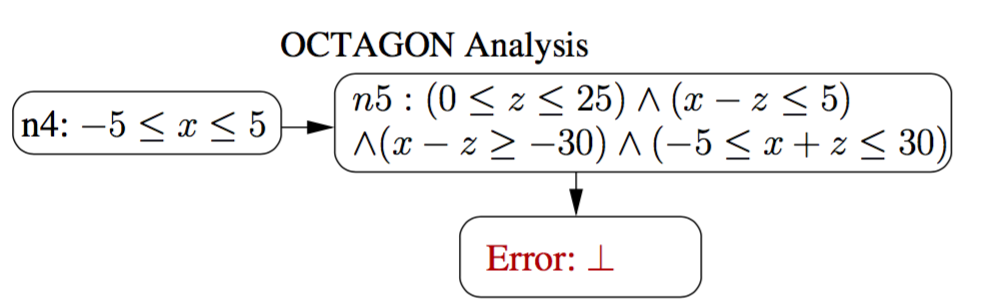 OCTAGON Analysis
n4: −5 ≤ x ≤ 5
n5 : (0 ≤ z ≤ 25) ∧ (x − z ≤ 5)
∧(x − z ≥ −30) ∧ (−5 ≤ x + z ≤ 30)
Error: ⊥